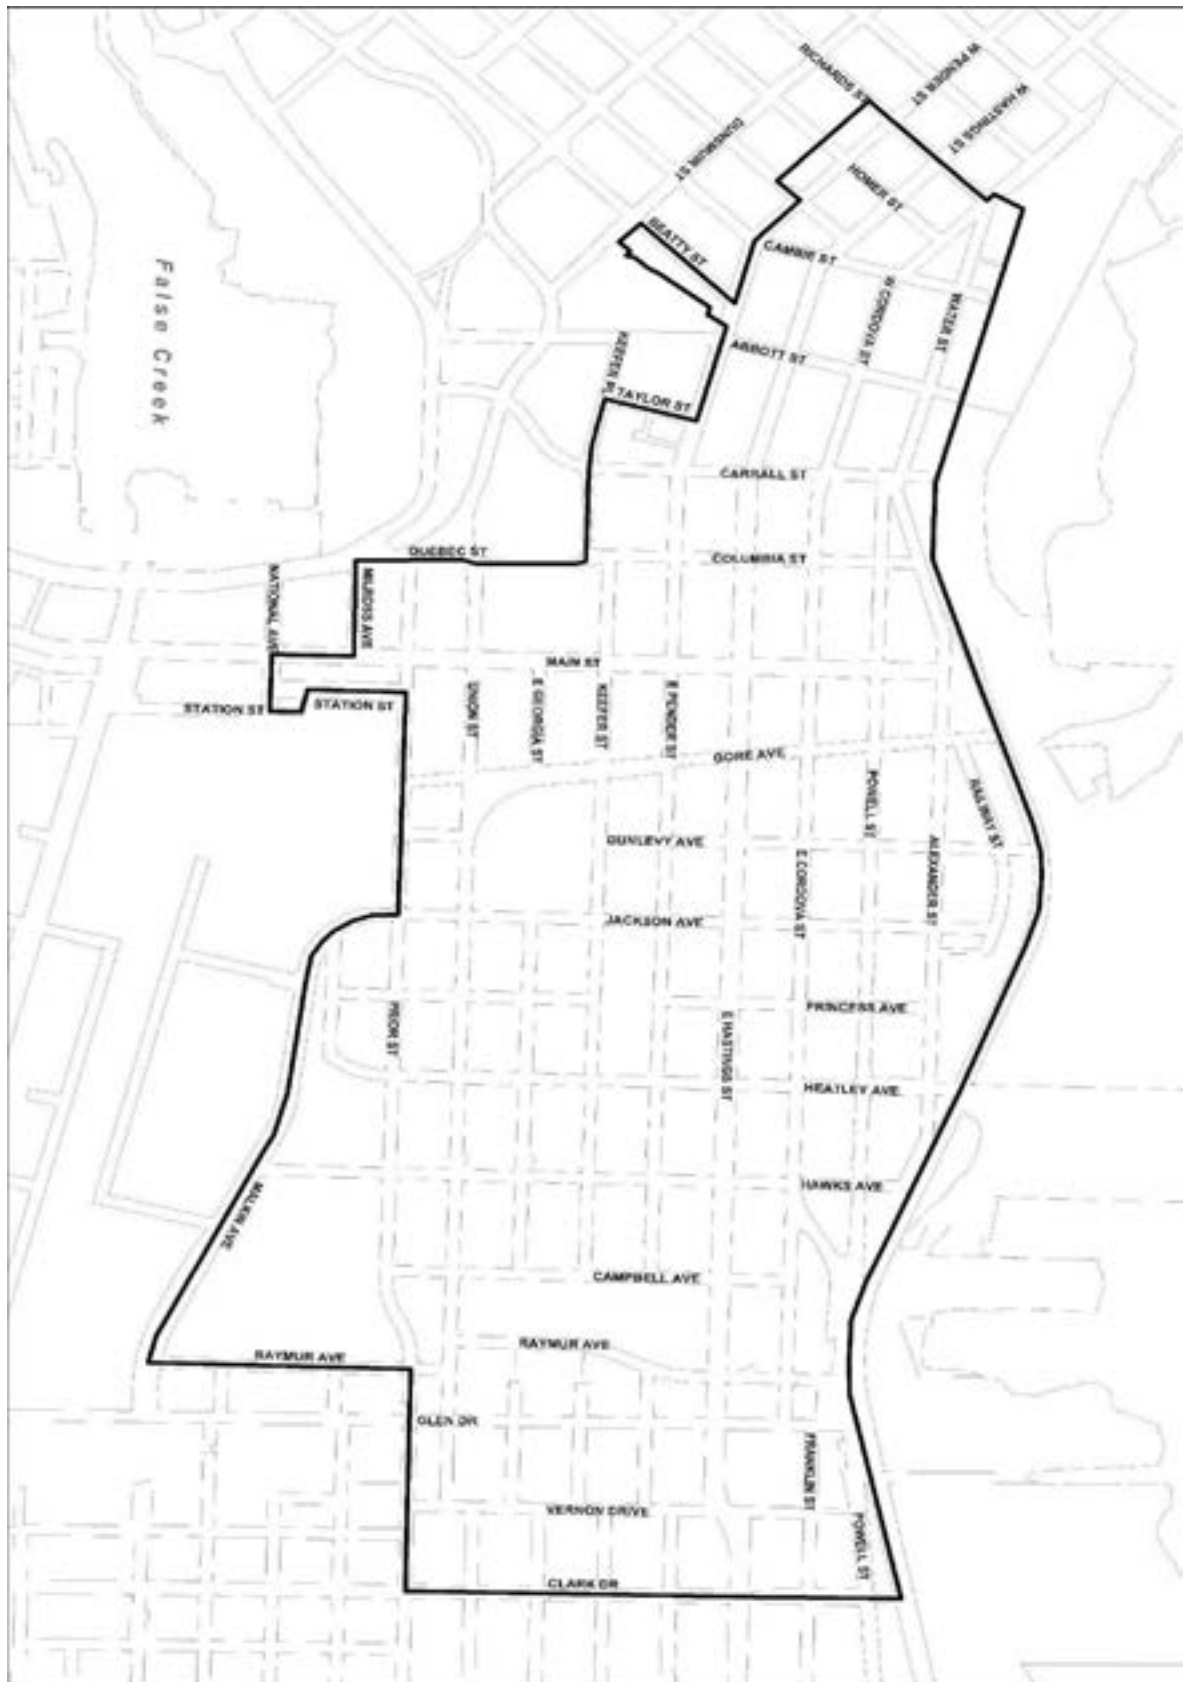 RICHARDS ST
W PENDER ST
W HASTINGS ST
DUNSMUIR ST
HOMER ST
BEATTY ST
CAMBIE ST
W CORDOVA ST
WATER ST
False Creek
KEEFER PL
ABBOTT ST
TAYLOR ST
CARRALL ST
QUEBEC ST
COLUMBIA ST
NATIONAL AVE
MILROSS AVE
MAIN ST
STATION ST
STATION ST
UNION ST
E GEORGIA ST
KEEFER ST
E PENDER ST
GORE AVE
POWELL ST
RAILWAY ST
DUNLEVY AVE
E CORDOVA ST
ALEXANDER ST
JACKSON AVE
PRIOR ST
E HASTINGS ST
PRINCESS AVE
HEATLEY AVE
MALKIN AVE
HAWKS AVE
CAMPBELL AVE
RAYMUR AVE
RAYMUR AVE
GLEN DR
FRANKLIN ST
VERNON DRIVE
POWELL ST
CLARK DR